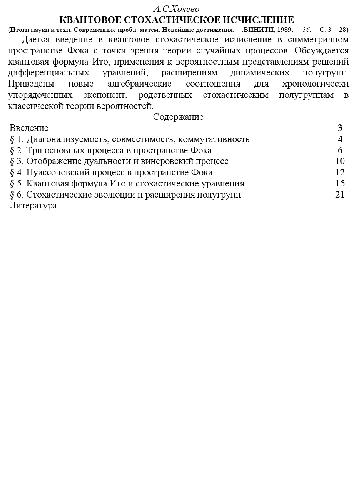 А.С.Холево
КВАНТОВОЕ СТОХАСТИЧЕСКОЕ ИСЧИСЛЕНИЕ
(Итоги науки и техн. Современные пробл. матем. Новейшие достижения. .ВИНИТИ, 1989. 36. С. 3 28)
Дается введение в квантовое стохастическое исчисление в симметричном
пространстве Фока с точки зрения теории случайных процессов. Обсуждается
квантовая формула Ито, применения к вероятностным представлениям решений
дифференциальных уравнений, расширениям динамических полугрупп.
Приведены новые алгебраические соотношения для хронологически
упорядоченных экспонент, родственных стохастическим полугруппам в
классической теории вероятностей.
Содержание
Введение 3
§ 1. Диагонализуемость, совместимость, коммутативность 4
§ 2. Три основных процесса в пространстве Фока 6
§ 3. Отображение дуальности и винеровский процесс 10
§ 4. Пуассоновский процесс в пространстве Фока 12
§ 5. Квантовая формула Ито и стохастические уравнения 15
§ 6. Стохастические эволюции и расширения полугрупп 21
Литература